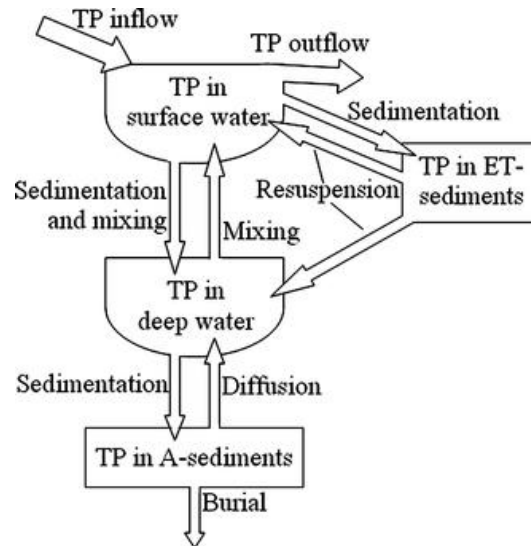 TP inflow
TP outflow
TP in
surface water
Sedimentation
TP in ET-
sediments
Resuspension
Sedimentation
and mixing
Mixing
TP in
deep water
Sedimentation
Diffusion
TP in A-sediments
Burial